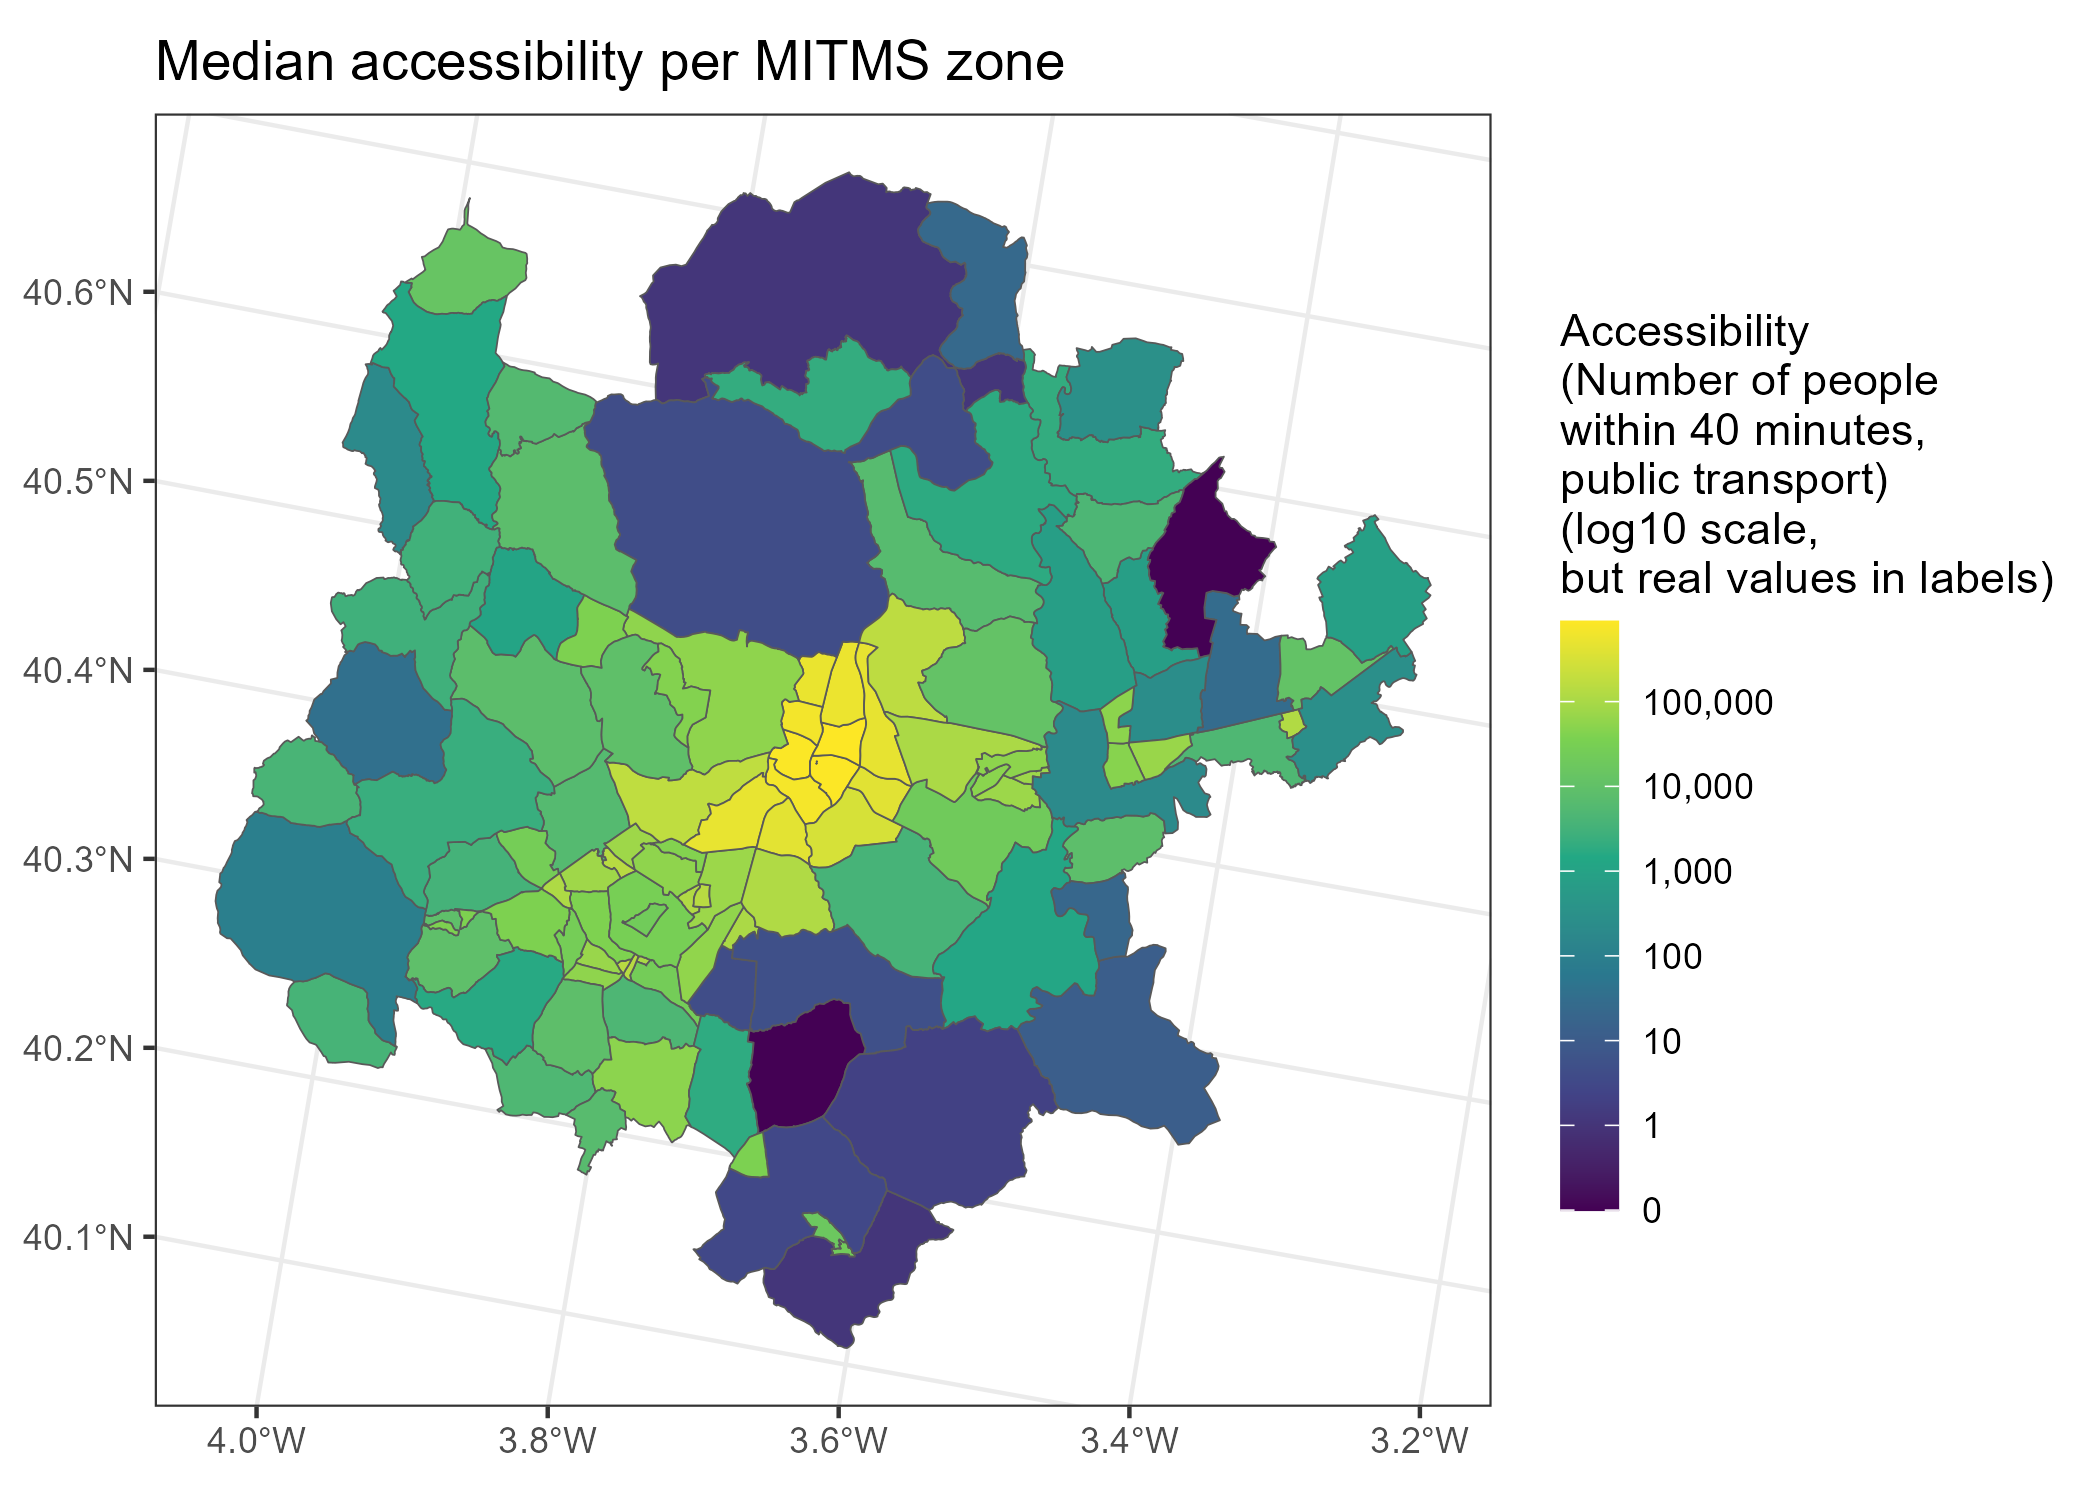 Median accessibility per MITMS zone
40.6°N
40.5°N
40.4°N
40.3°N
40.2°N
40.1°N
4.0°W
3.8°W
3.6°W
3.4°W
3.2°W
Accessibility
(Number of people
within 40 minutes,
public transport)
(log10 scale,
but real values in labels)
100,000
10,000
1,000
100
10
1
0